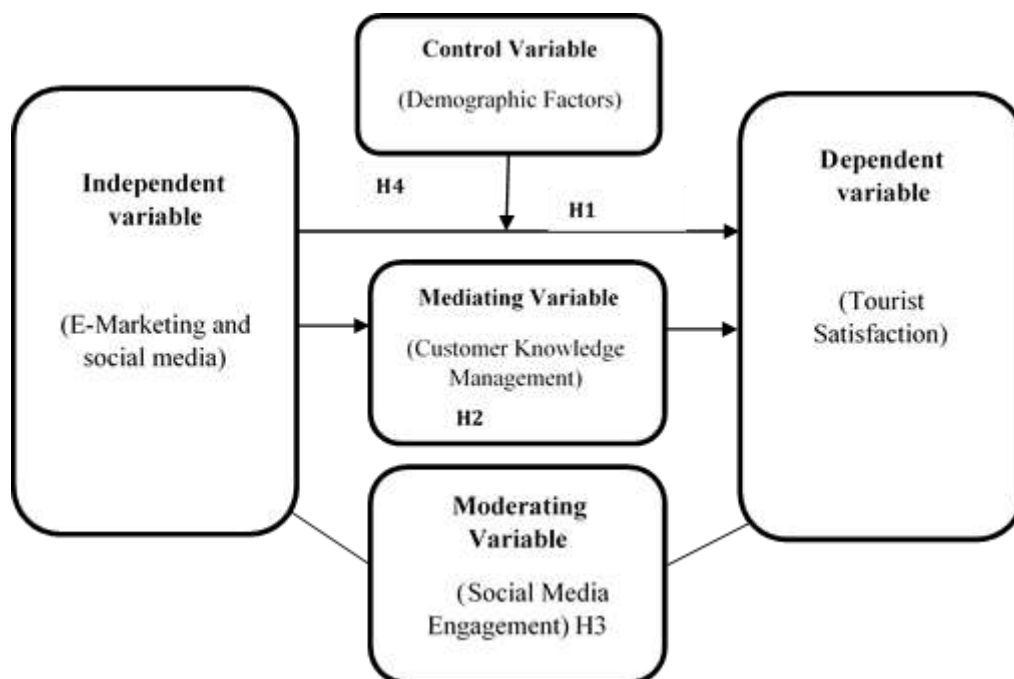 Control Variable
(Demographic Factors)
Independent
variable
(E-Marketing and
social media)
H4
H1
Mediating Variable
(Customer Knowledge
Management)
H2
Moderating
Variable
(Social Media
Engagement) H3
Dependent
variable
(Tourist
Satisfaction)